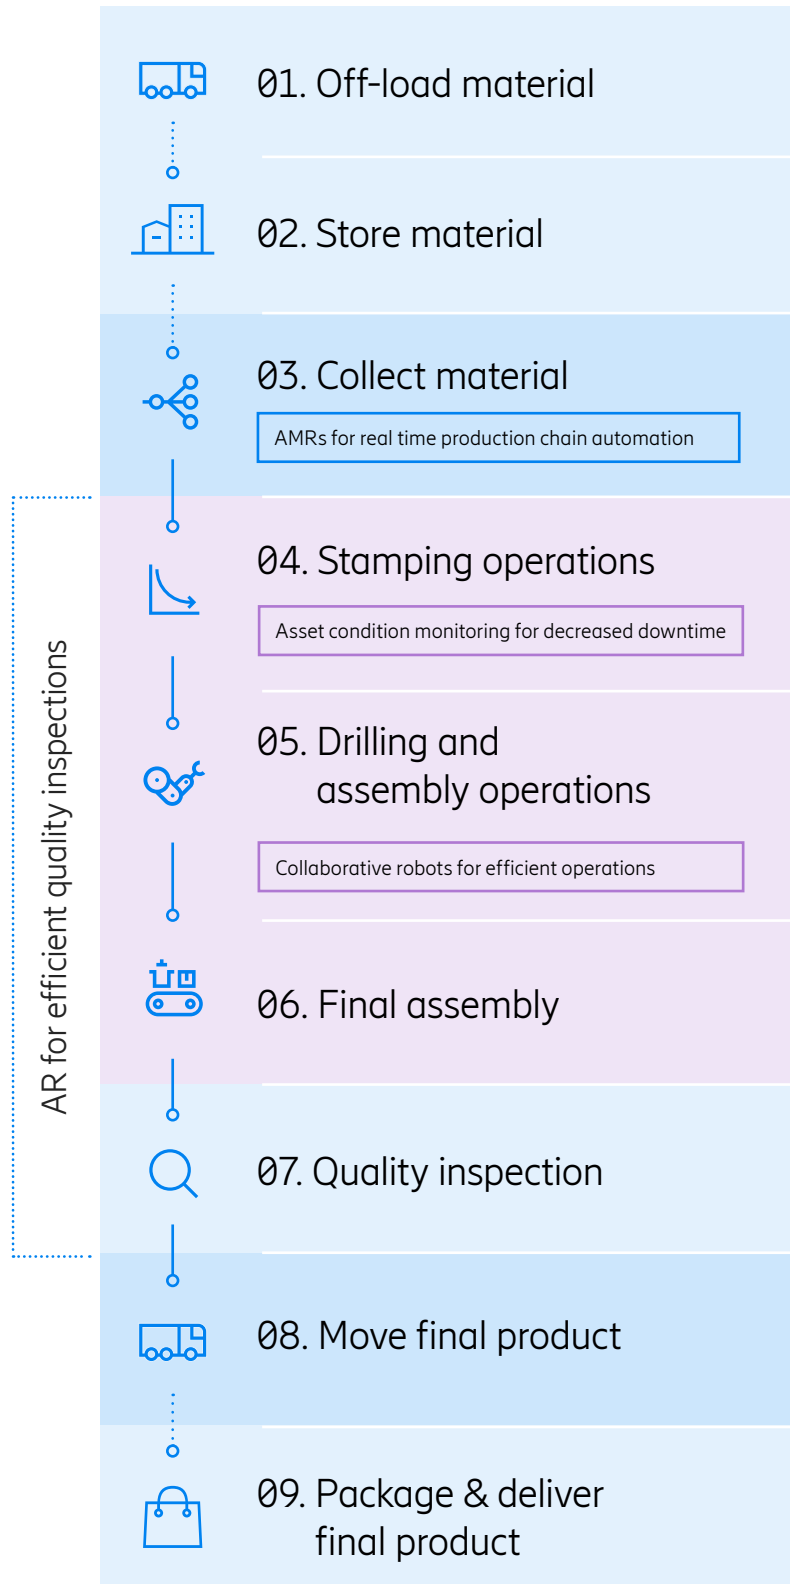 01. Off-load material
02. Store material
03. Collect material
AMRs for real time production chain automation
AR for efficient quality inspections
04. Stamping operations
Asset condition monitoring for decreased downtime
05. Drilling and
assembly operations
Collaborative robots for efficient operations
06. Final assembly
07. Quality inspection
08. Move final product
09. Package & deliver
final product